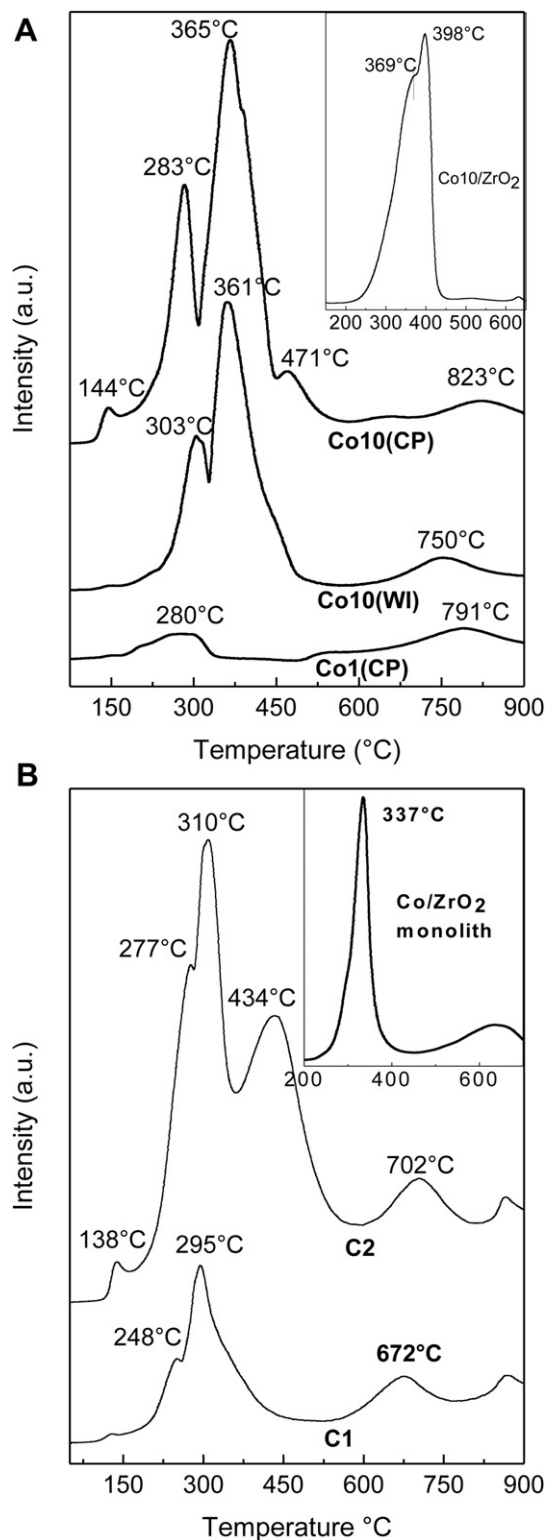 A
365°C
398°C
369°C
283°C
Co10/ZrO2
361°C
200 300 400 500 600
471°C
144°C
823°C
303°C
Co10(CP)
750°C
Co10(WI)
280°C
791°C
Co1(CP)
Intensity (a.u.)
150 300 450 600 750 900
Temperature (°C)
B
310°C
337°C
Co/ZrO2
monolith
277°C
434°C
200 400 600
702°C
138°C
295°C
C2
248°C
672°C
C1
Intensity (a.u.)
150 300 450 600 750 900
Temperature °C